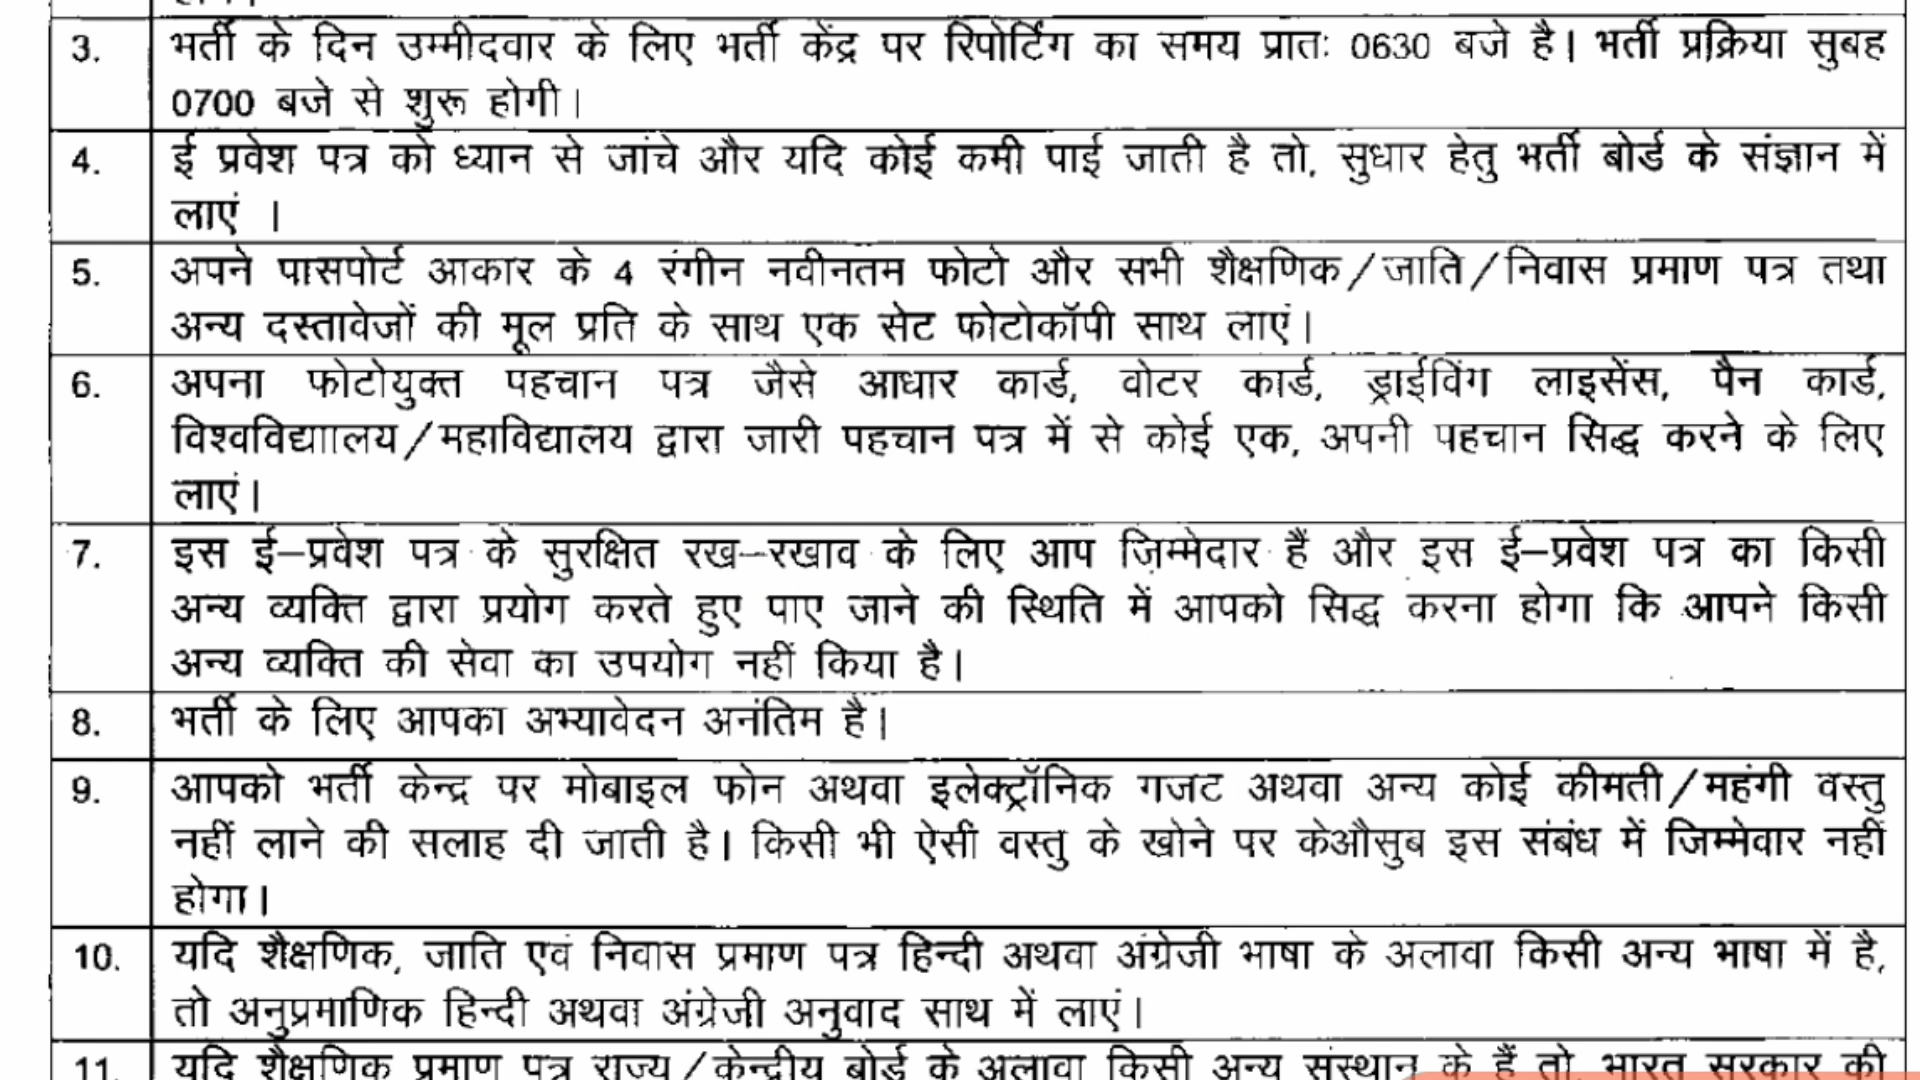 3. भर्ती के दिन उम्मीदवार के लिए भर्ती केंद्र पर रिपोर्टिंग का समय प्रातः 0630 बजे है। भर्ती प्रक्रिया सुबह
0700 बजे से शुरू होगी।
4. ई प्रवेश पत्र को ध्यान से जांचे और यदि कोई कमी पाई जाती है तो, सुधार हेतु भर्ती बोर्ड के संज्ञान में
लाएं ।
5. अपने पासपोर्ट आकार के 4 रंगीन नवीनतम फोटो और सभी शैक्षणिक/जाति/निवास प्रमाण पत्र तथा
अन्य दस्तावेजों की मूल प्रति के साथ एक सेट फोटोकॉपी साथ लाएं।
6. अपना फोटोयुक्त पहचान पत्र जैसे आधार कार्ड, वोटर कार्ड, ड्राईविंग लाइसेंस, पैन कार्ड,
विश्वविद्याालय/महाविद्यालय द्वारा जारी पहचान पत्र में से कोई एक, अपनी पहचान सिद्ध करने के लिए
लाएं।
7. इस ई–प्रवेश पत्र के सुरक्षित रख–रखाव के लिए आप ज़िम्मेदार हैं और इस ई–प्रवेश पत्र का किसी
अन्य व्यक्ति द्वारा प्रयोग करते हुए पाए जाने की स्थिति में आपको सिद्ध करना होगा कि आपने किसी
अन्य व्यक्ति की सेवा का उपयोग नहीं किया है।
8. भर्ती के लिए आपका अभ्यावेदन अनंतिम है।
9. आपको भर्ती केन्द्र पर मोबाइल फोन अथवा इलेक्ट्रॉनिक गजट अथवा अन्य कोई कीमती/महंगी वस्तु
नहीं लाने की सलाह दी जाती है। किसी भी ऐसी वस्तु के खोने पर केऔसुब इस संबंध में जिम्मेवार नहीं
होगा।
10. यदि शैक्षणिक, जाति एवं निवास प्रमाण पत्र हिन्दी अथवा अंग्रेजी भाषा के अलावा किसी अन्य भाषा में है,
तो अनुप्रमाणिक हिन्दी अथवा अंग्रेजी अनुवाद साथ में लाएं।
11. यदि शैक्षणिक प्रमाण पत्र राज्य/केन्द्रीय बोर्ड के अलावा किसी अन्य संस्थान के हैं तो, भारत सरकार की